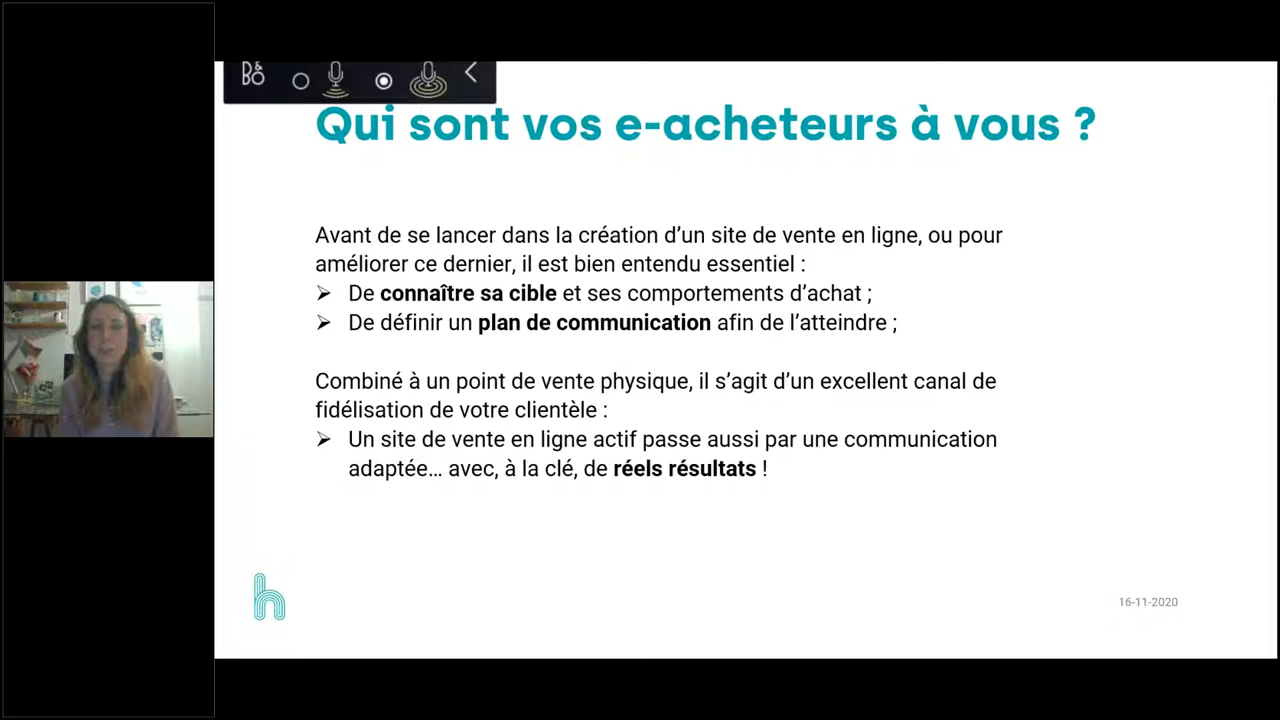 Qui sont vos e-acheteurs à vous ?
Avant de se lancer dans la création d’un site de vente en ligne, ou pour
améliorer ce dernier, il est bien entendu essentiel :
➢ De connaître sa cible et ses comportements d’achat ;
➢ De définir un plan de communication afin de l’atteindre ;
Combiné à un point de vente physique, il s’agit d’un excellent canal de
fidélisation de votre clientèle :
➢ Un site de vente en ligne actif passe aussi par une communication
adaptée… avec, à la clé, de réels résultats !
h
16-11-2020